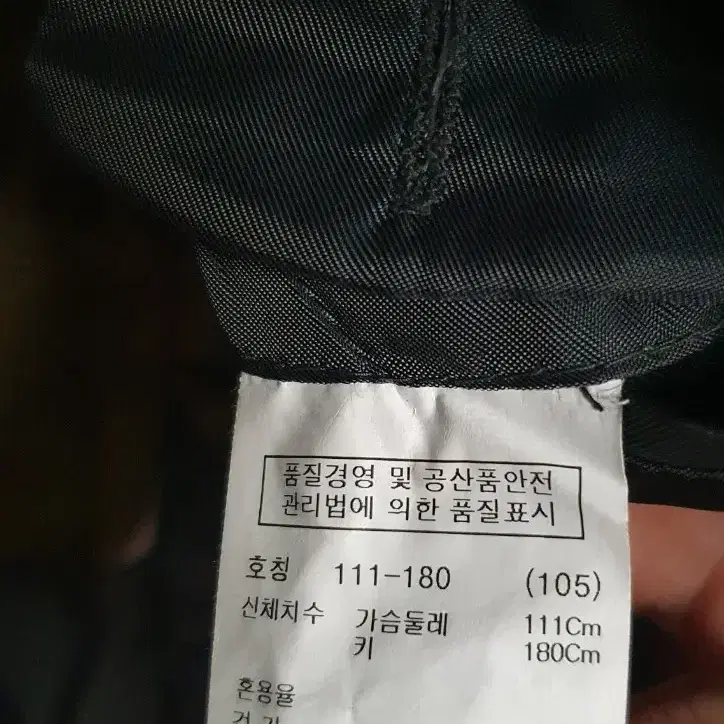 품질경영 및 공산품안전
관리법에 의한 품질표시
호칭 111-180 (105)
신체치수 가슴둘레 111Cm
키 180Cm
혼용율